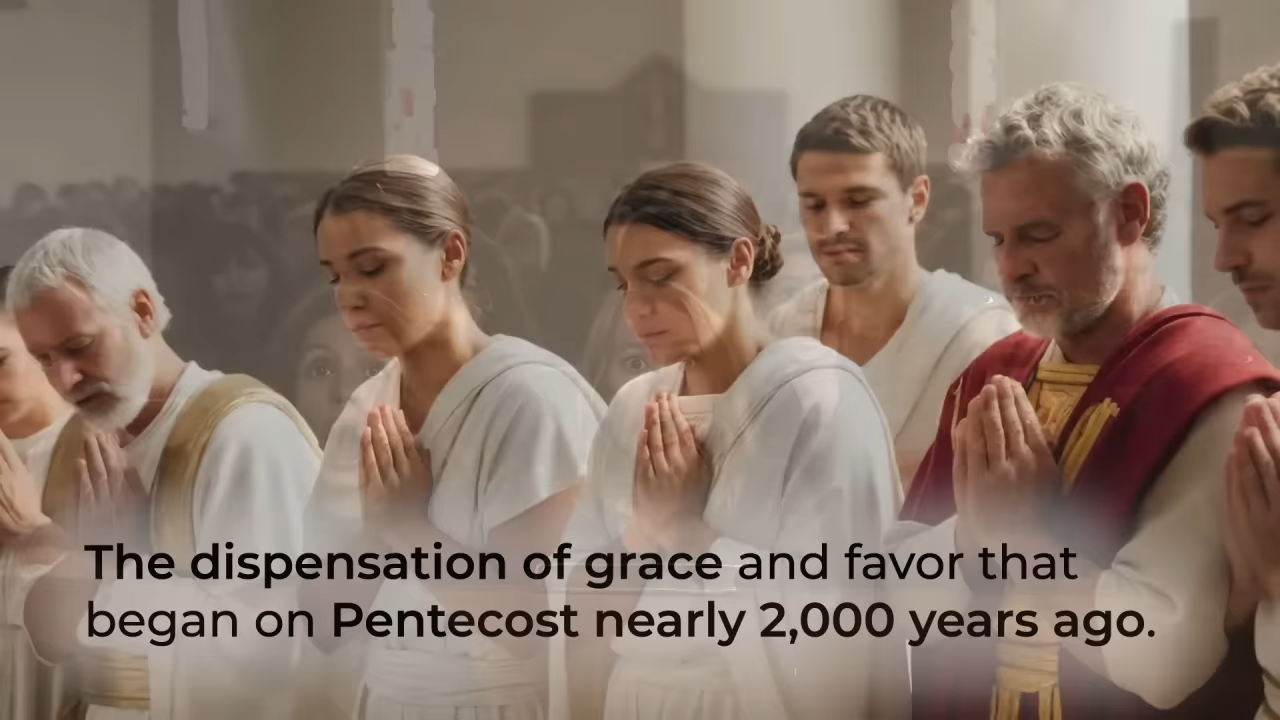 The dispensation of grace and favor that
began on Pentecost nearly 2,000 years ago.